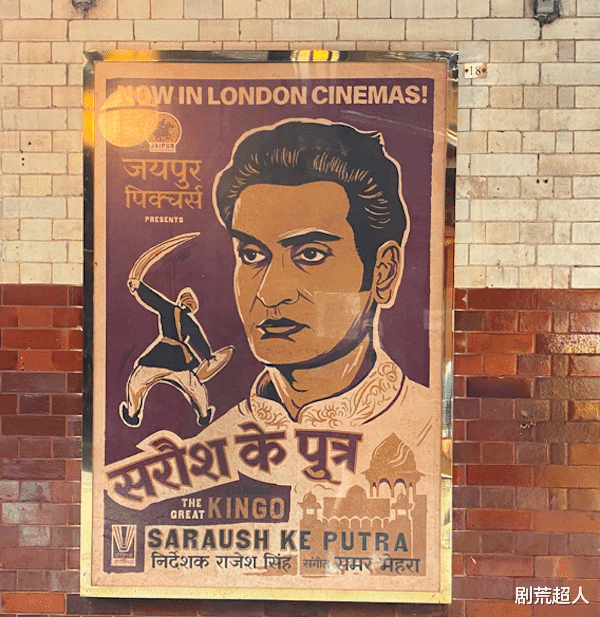 •18•
NOW IN LONDON CINEMAS!
JAIPUR
जयपुर
पिक्चर्स
PRESENTS
सरौश के पुत्र
THE GREAT KINGO
SARAUSH KE PUTRA
निर्देशक राजेश सिंह संगीत समर मेहरा
剧荒超人